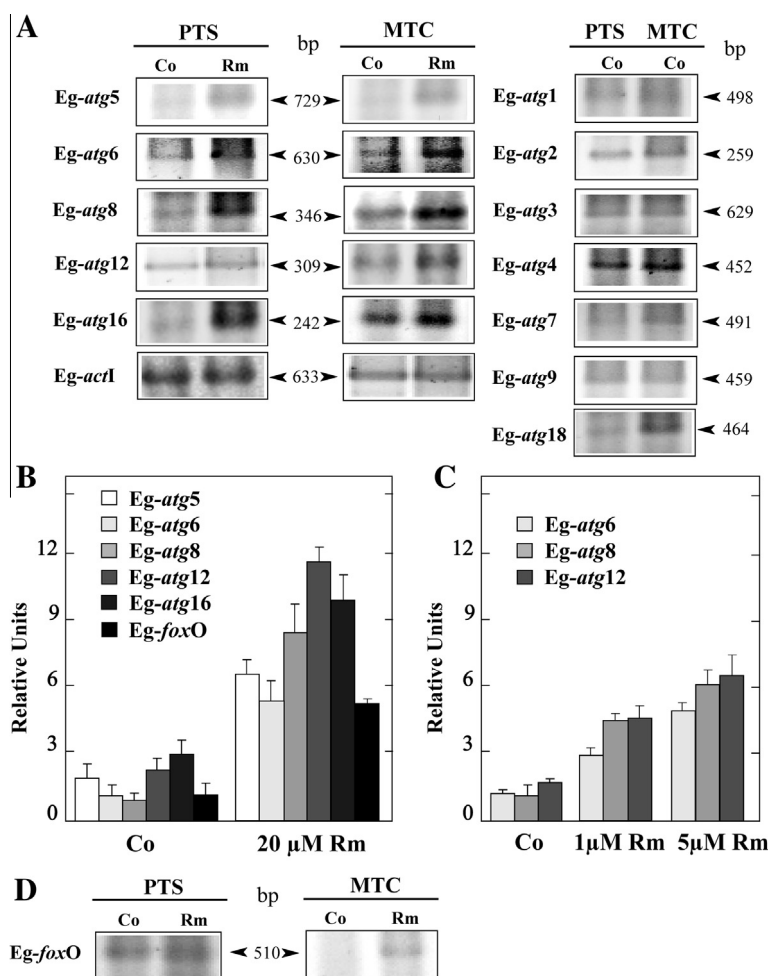 A
PTS bp MTC
Co Rm Co Rm
Eg-atg5 729
Eg-atg6 630
Eg-atg8 346
Eg-atg12 309
Eg-atg16 242
Eg-actI 633
PTS MTC
Co Co bp
Eg-atg1 498
Eg-atg2 259
Eg-atg3 629
Eg-atg4 452
Eg-atg7 491
Eg-atg9 459
Eg-atg18 464
B
Eg-atg5
Eg-atg6
Eg-atg8
Eg-atg12
Eg-atg16
Eg-foxO
Relative Units
12
9
6
3
0
Co 20 µM Rm
C
Eg-atg6
Eg-atg8
Eg-atg12
Relative Units
12
9
6
3
0
Co 1µM Rm 5µM Rm
D
PTS bp MTC
Co Rm Co Rm
Eg-foxO 510